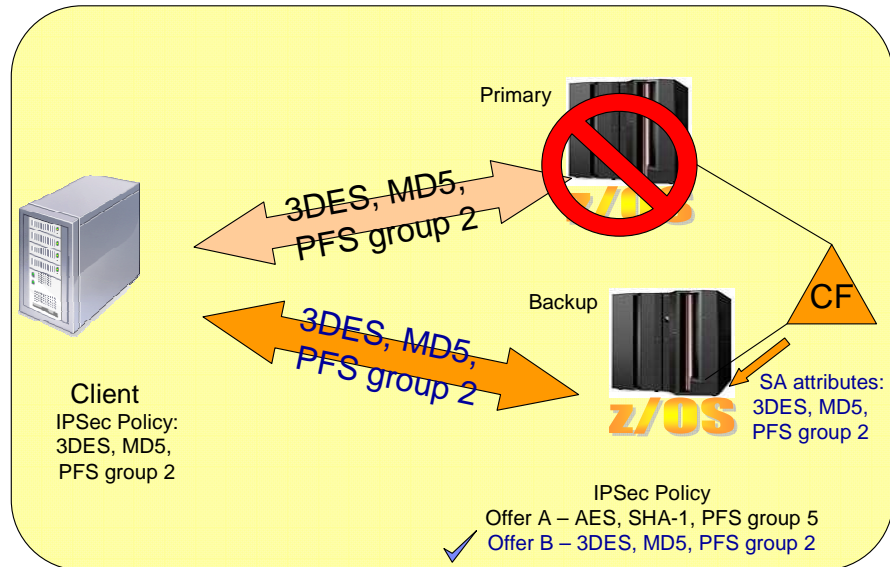 Primary
z/OS
3DES, MD5,
PFS group 2
Backup
CF
3DES, MD5,
PFS group 2
z/OS
SA attributes:
3DES, MD5,
PFS group 2
Client
IPSec Policy:
3DES, MD5,
PFS group 2
IPSec Policy
Offer A – AES, SHA-1, PFS group 5
Offer B – 3DES, MD5, PFS group 2